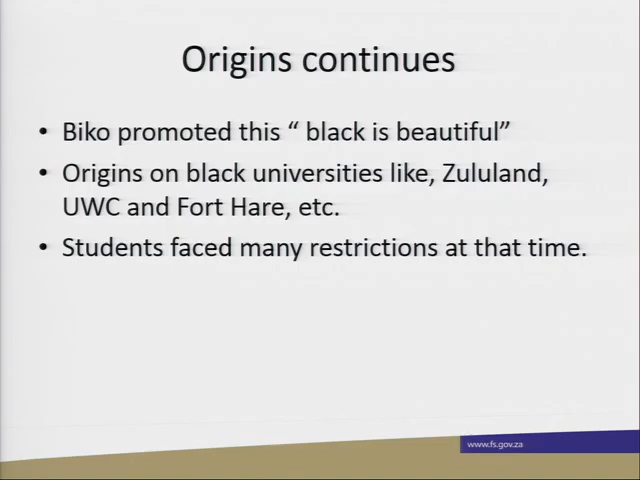 Origins continues
• Biko promoted this “ black is beautiful”
• Origins on black universities like, Zululand,
UWC and Fort Hare, etc.
• Students faced many restrictions at that time.
www.fs.gov.za